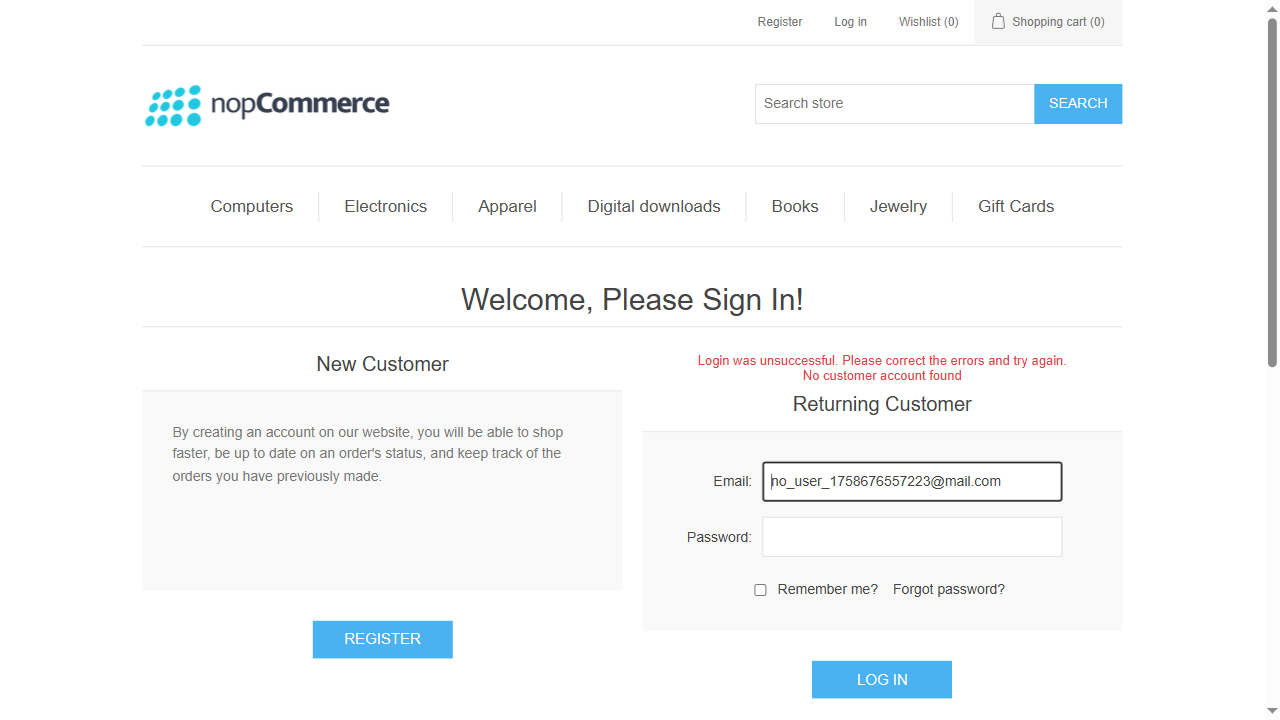 Register Log in Wishlist (0) Shopping cart (0)
nopCommerce
Search store SEARCH
Computers Electronics Apparel Digital downloads Books Jewelry Gift Cards
Welcome, Please Sign In!
New Customer
By creating an account on our website, you will be able to shop
faster, be up to date on an order's status, and keep track of the
orders you have previously made.
REGISTER
Login was unsuccessful. Please correct the errors and try again.
No customer account found
Returning Customer
Email: no_user_1758676557223@mail.com
Password:
Remember me? Forgot password?
LOG IN